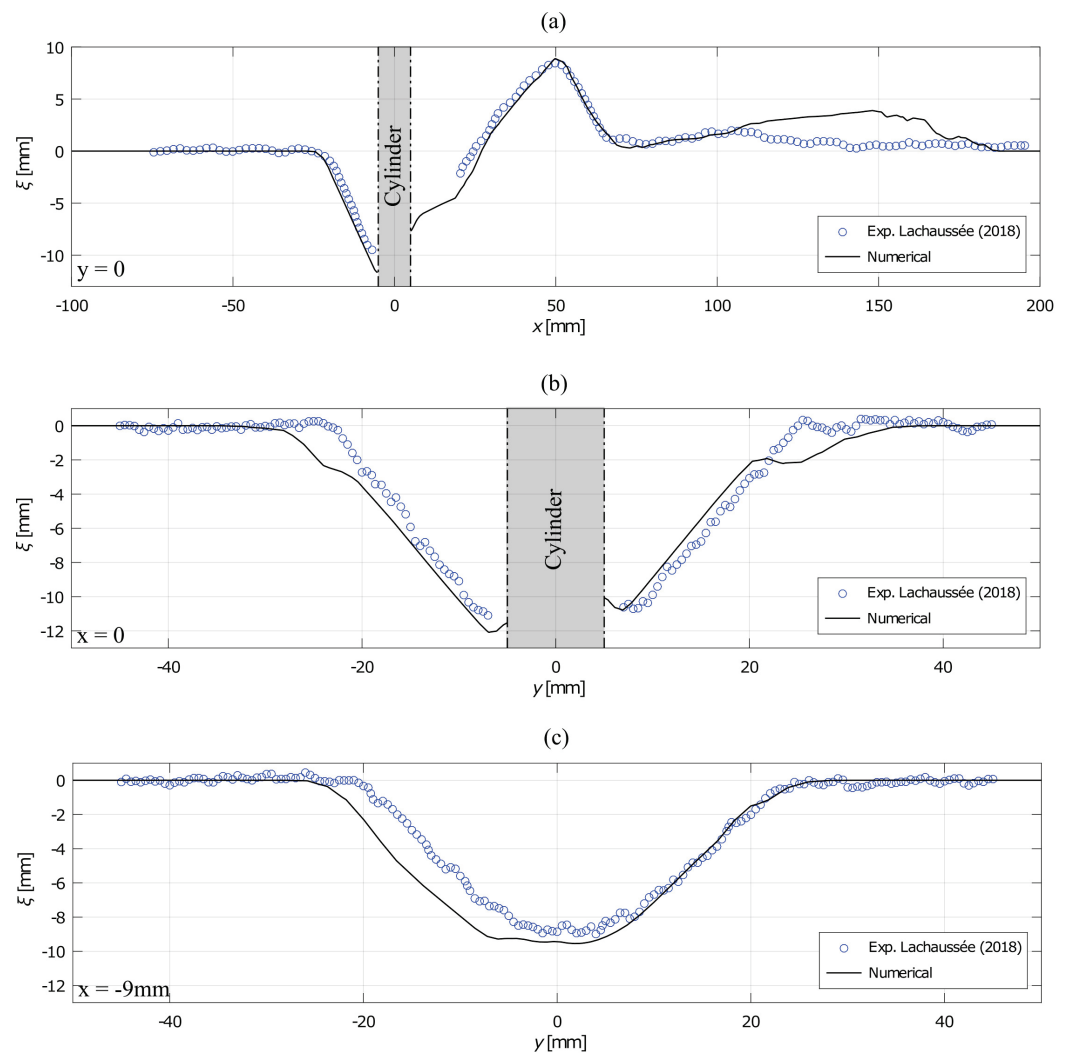 (a)
10
5
0
-5
-10
ξ [mm]
Cylinder
Exp. Lachaussée (2018)
Numerical
y = 0
-100 -50 0 50 100 150 200
x [mm]
(b)
0
-2
-4
-6
-8
-10
-12
ξ [mm]
Cylinder
Exp. Lachaussée (2018)
Numerical
x = 0
-40 -20 0 20 40
y [mm]
(c)
0
-2
-4
-6
-8
-10
-12
ξ [mm]
Exp. Lachaussée (2018)
Numerical
x = -9mm
-40 -20 0 20 40
y [mm]